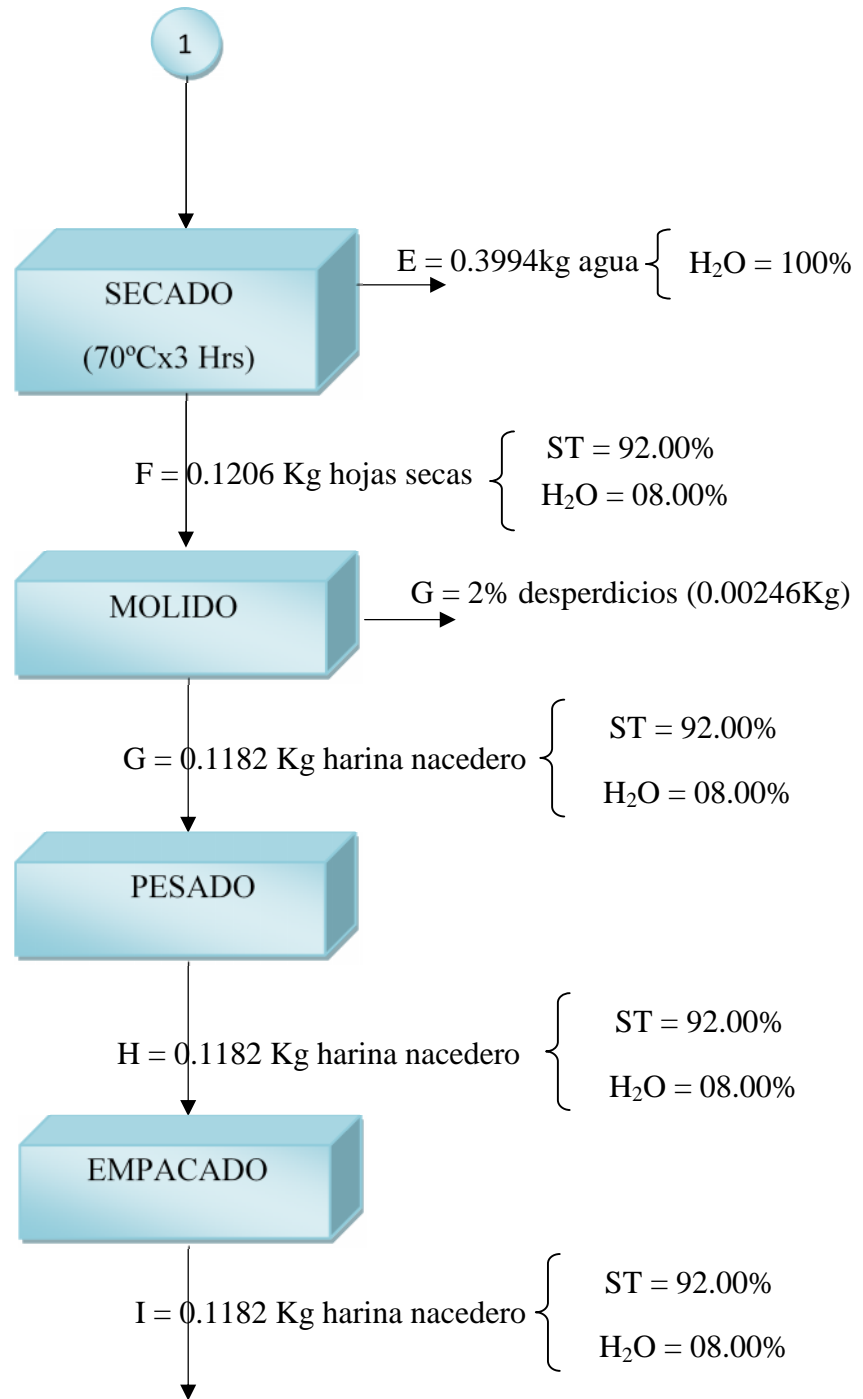 1
SECADO
(70ºCx3 Hrs)
E = 0.3994kg agua
H₂O = 100%
F = 0.1206 Kg hojas secas
ST = 92.00%
H₂O = 08.00%
MOLIDO
G = 2% desperdicios (0.00246Kg)
G = 0.1182 Kg harina nacedero
ST = 92.00%
H₂O = 08.00%
PESADO
H = 0.1182 Kg harina nacedero
ST = 92.00%
H₂O = 08.00%
EMPACADO
I = 0.1182 Kg harina nacedero
ST = 92.00%
H₂O = 08.00%